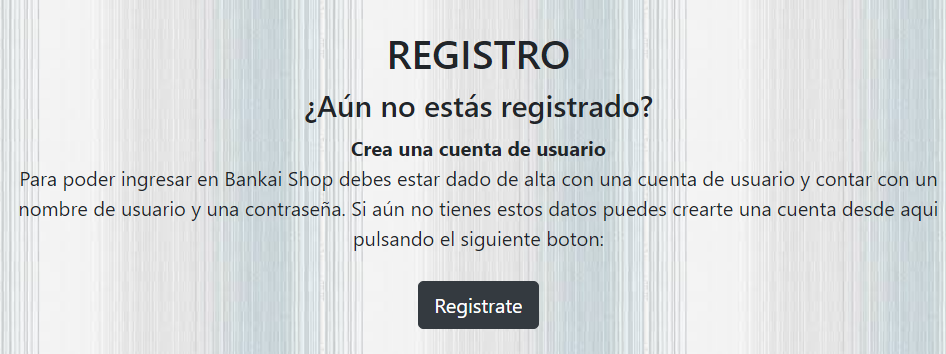 REGISTRO
¿Aún no estás registrado?
Crea una cuenta de usuario
Para poder ingresar en Bankai Shop debes estar dado de alta con una cuenta de usuario y contar con un
nombre de usuario y una contraseña. Si aún no tienes estos datos puedes crearte una cuenta desde aqui
pulsando el siguiente boton:
Registrate